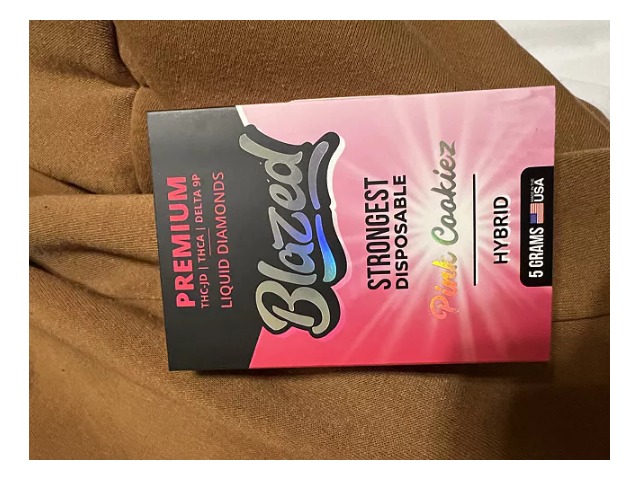 PREMIUM
THC-JD | THCA | DELTA 9P
LIQUID DIAMONDS
Blazed
STRONGEST
DISPOSABLE
Pink Cookiez
HYBRID
5 GRAMS USA